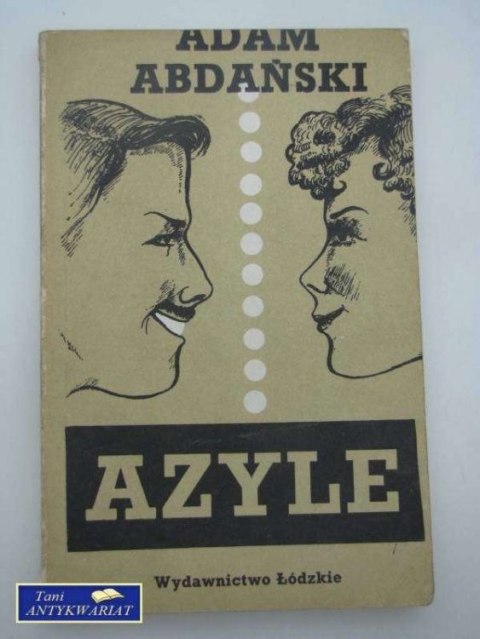 ADAM
ABDAŃSKI
AZYLE
Wydawnictwo Łódzkie
Tani
ANTYKWARIAT